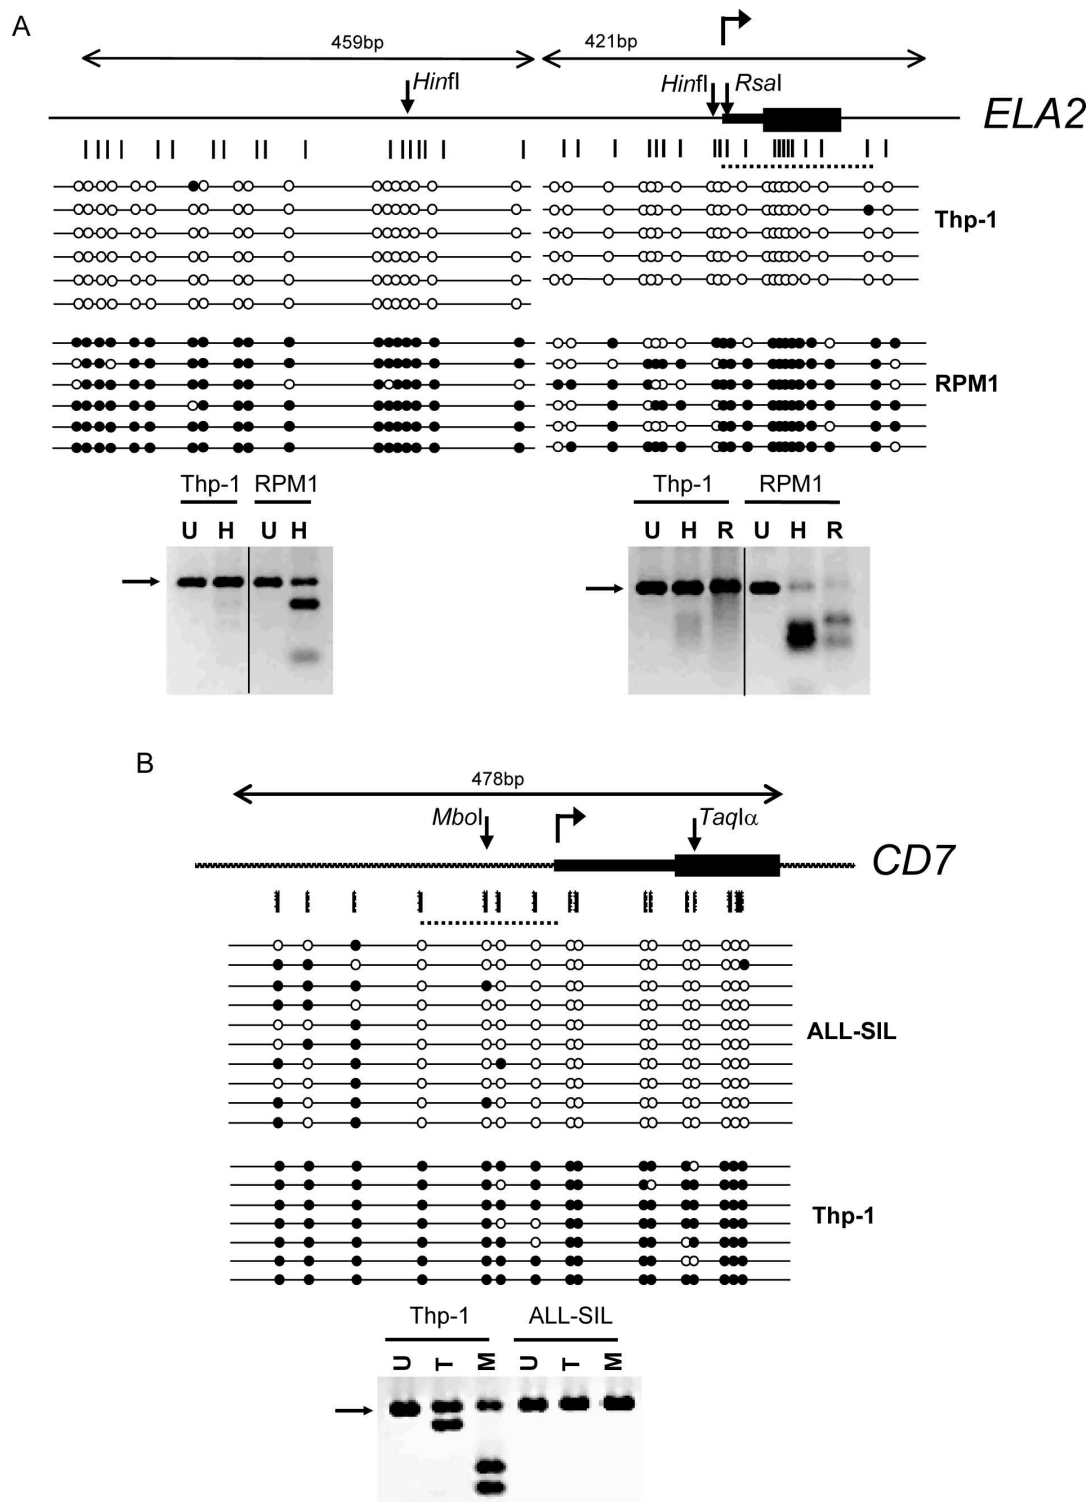 A
459bp
421bp
HinfI
HinfI
RsaI
ELA2
Thp-1
RPM1
Thp-1 RPM1
U H U H
Thp-1 RPM1
U H R U H R
B
478bp
MboI
TaqIα
CD7
ALL-SIL
Thp-1
Thp-1 ALL-SIL
U T M U T M